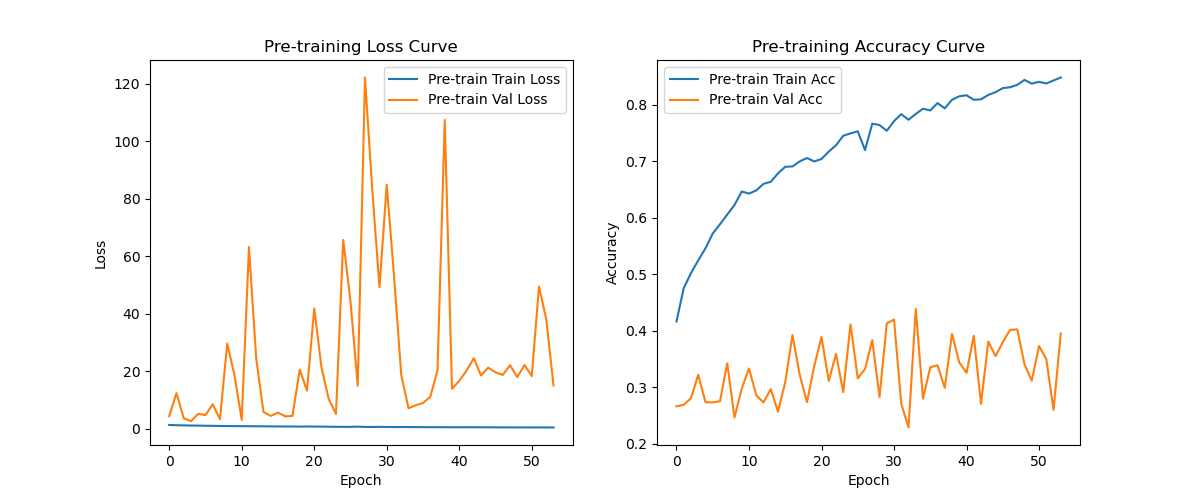 Pre-training Loss Curve
Pre-train Train Loss
Pre-train Val Loss
120
100
80
60
40
20
0
Loss
0 10 20 30 40 50
Epoch
Pre-training Accuracy Curve
Pre-train Train Acc
Pre-train Val Acc
0.8
0.7
0.6
0.5
0.4
0.3
0.2
Accuracy
0 10 20 30 40 50
Epoch